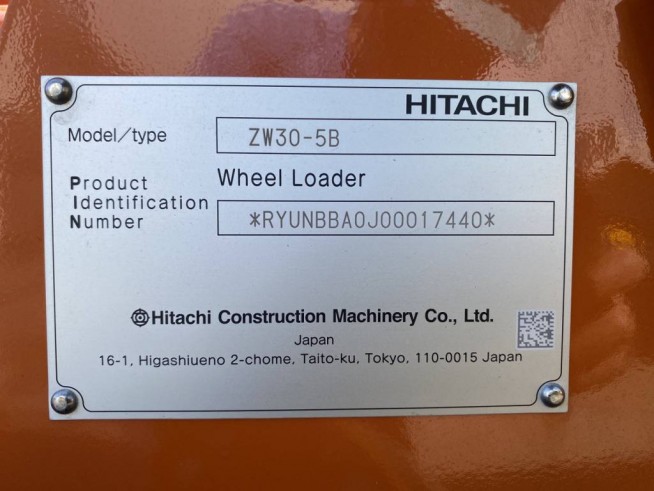 HITACHI
Model/type ZW30-5B
Product Wheel Loader
Identification
Number *RYUNBBA0J00017440*
Hitachi Construction Machinery Co., Ltd.
Japan
16-1, Higashiueno 2-chome, Taito-ku, Tokyo, 110-0015 Japan